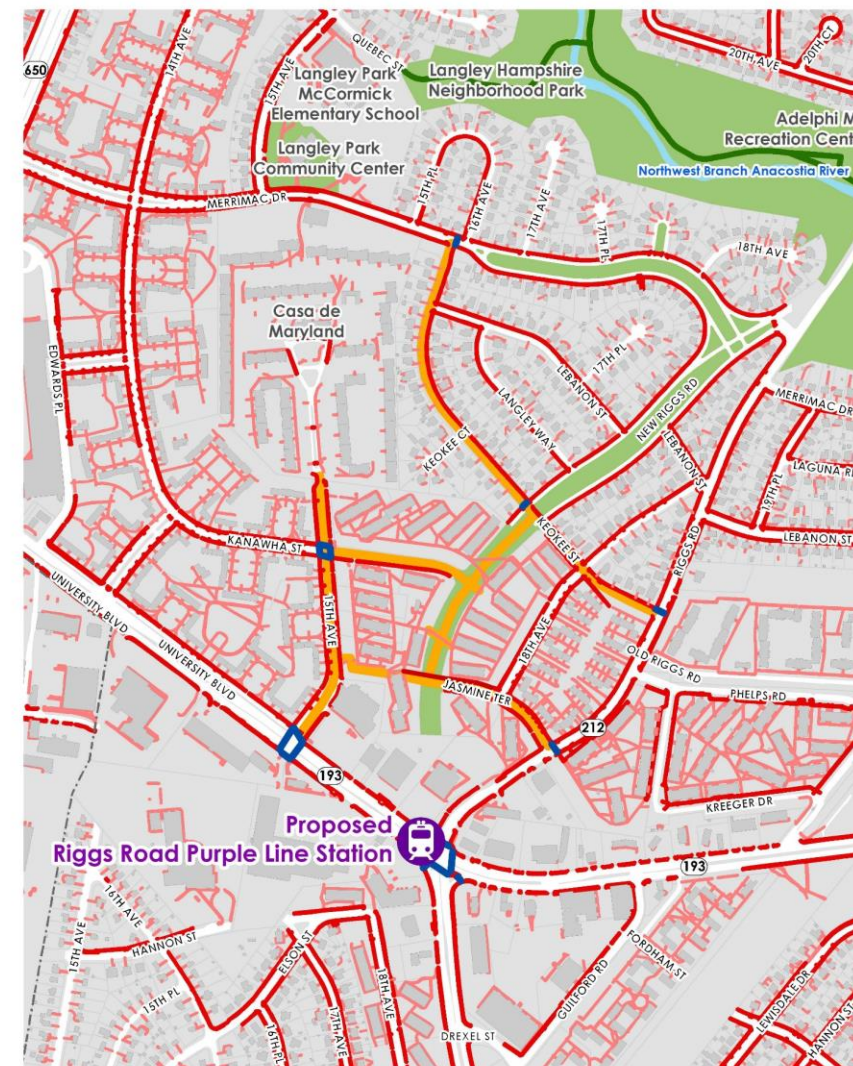 QUEBEC ST
20TH AVE
20TH CT
650
14TH AVE
15TH AVE
Langley Park
McCormick
Elementary School
Langley Hampshire
Neighborhood Park
Adelphi M
Recreation Cent
Langley Park
Community Center
Northwest Branch Anacostia River
MERRIMAC DR
15TH PL
16TH AVE
17TH AVE
17TH PL
18TH AVE
Casa de
Maryland
EDWARDS PL
LEBANON ST
17TH PL
LANGLEY WAY
NEW RIGGS RD
MERRIMAC DR
KEOKEE CT
LEBANON ST
LAGUNA RD
19TH PL
KANAWHA ST
KEOKEE ST
RIGGS RD
LEBANON ST
UNIVERSITY BLVD
15TH AVE
UNIVERSITY BLVD
18TH AVE
OLD RIGGS RD
JASMINE TER
PHELPS RD
212
193
KREEGER DR
Proposed
Riggs Road Purple Line Station
193
16TH AVE
15TH AVE
HANNON ST
ELSON ST
FORDHAM ST
15TH PL
18TH AVE
GUILFORD RD
17TH AVE
16TH PL
LEWISDALE DR
HANNON ST
DREXEL ST